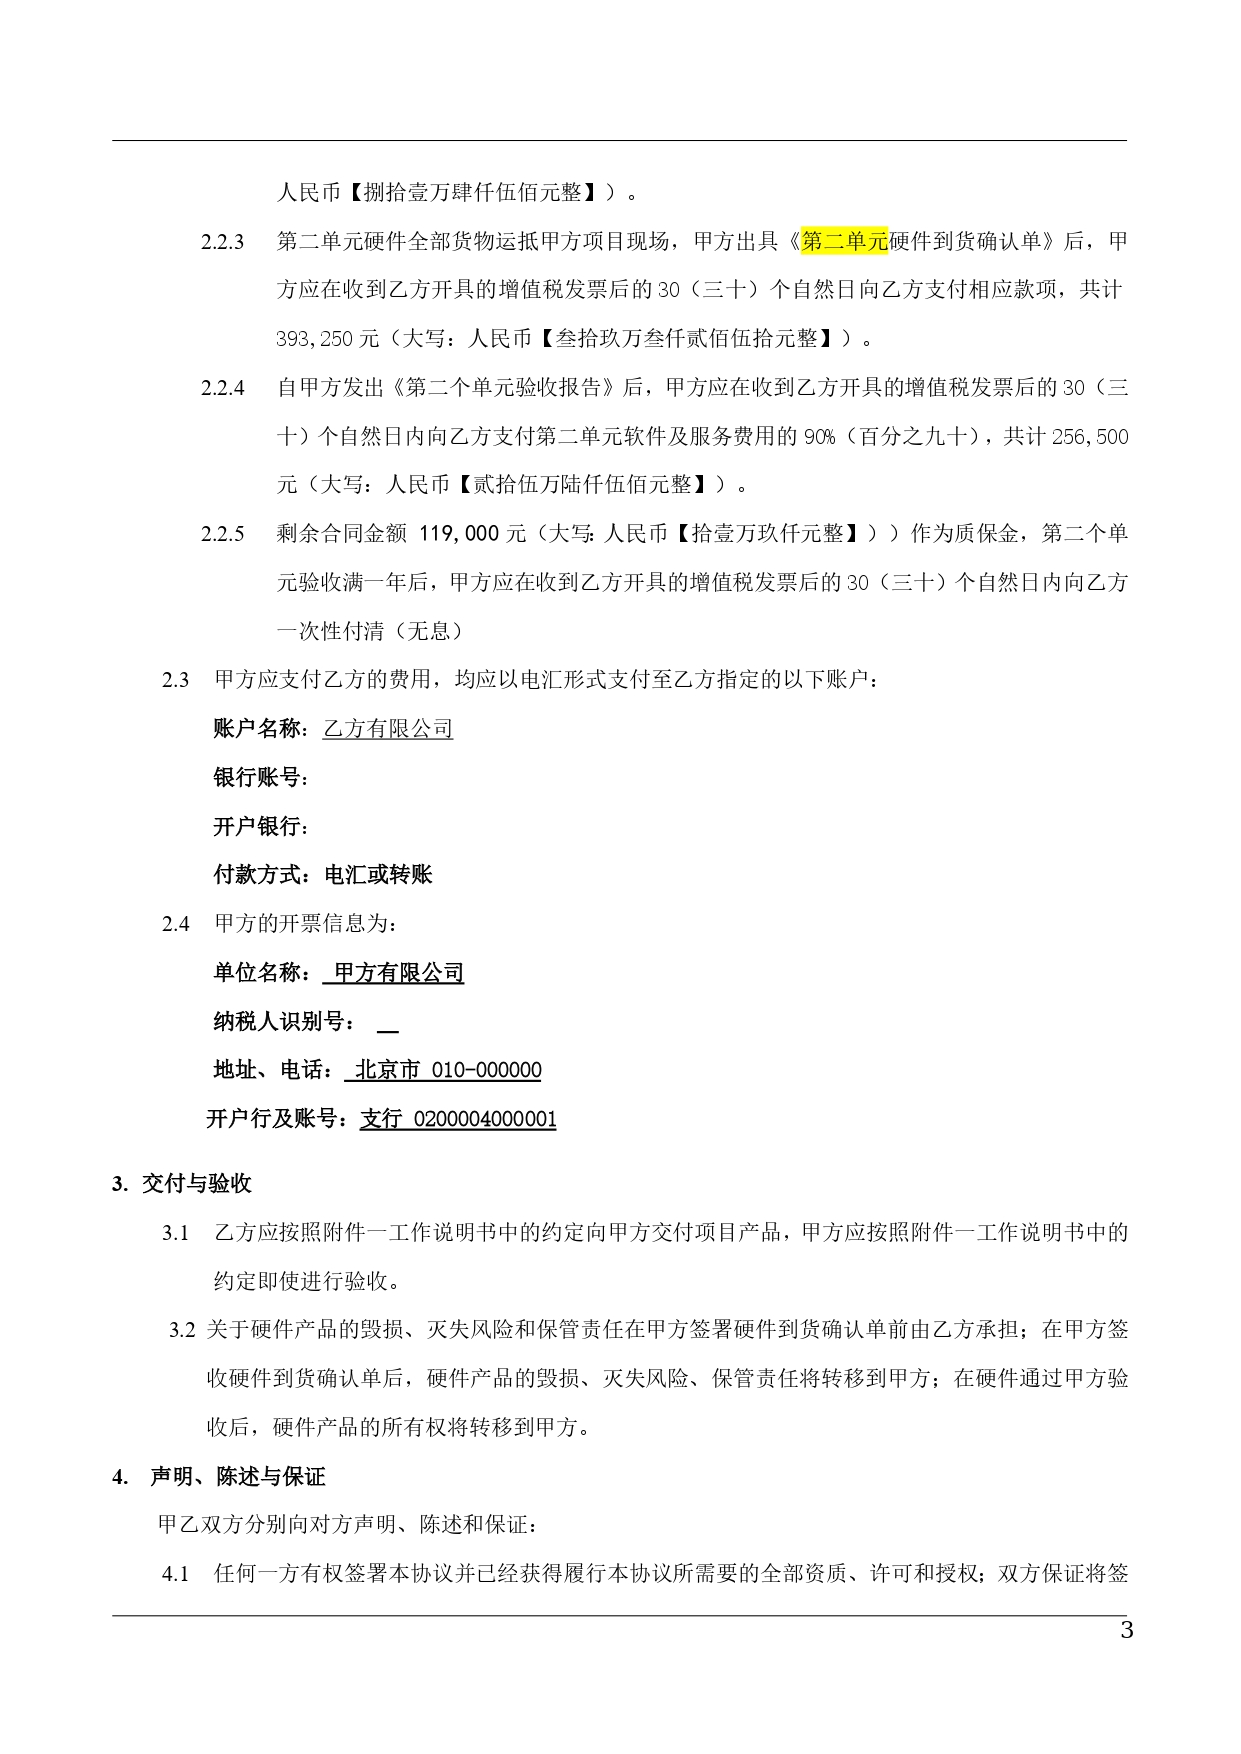 人民币【捌拾壹万肆仟伍佰元整】）。
2.2.3 第二单元硬件全部货物运抵甲方项目现场，甲方出具《第二单元硬件到货确认单》后，甲
方应在收到乙方开具的增值税发票后的 30（三十）个自然日向乙方支付相应款项，共计
393,250 元（大写：人民币【叁拾玖万叁仟贰佰伍拾元整】）。
2.2.4 自甲方发出《第二个单元验收报告》后，甲方应在收到乙方开具的增值税发票后的 30（三
十）个自然日内向乙方支付第二单元软件及服务费用的 90%（百分之九十），共计 256,500
元（大写：人民币【贰拾伍万陆仟伍佰元整】）。
2.2.5 剩余合同金额 119,000 元（大写：人民币【拾壹万玖仟元整】））作为质保金，第二个单
元验收满一年后，甲方应在收到乙方开具的增值税发票后的 30（三十）个自然日内向乙方
一次性付清（无息）
2.3 甲方应支付乙方的费用，均应以电汇形式支付至乙方指定的以下账户：
账户名称：乙方有限公司
银行账号：
开户银行：
付款方式：电汇或转账
2.4 甲方的开票信息为：
单位名称： 甲方有限公司
纳税人识别号：
地址、电话： 北京市 010-000000
开户行及账号：支行 0200004000001
3. 交付与验收
3.1 乙方应按照附件一工作说明书中的约定向甲方交付项目产品，甲方应按照附件一工作说明书中的
约定即使进行验收。
3.2 关于硬件产品的毁损、灭失风险和保管责任在甲方签署硬件到货确认单前由乙方承担；在甲方签
收硬件到货确认单后，硬件产品的毁损、灭失风险、保管责任将转移到甲方；在硬件通过甲方验
收后，硬件产品的所有权将转移到甲方。
4. 声明、陈述与保证
甲乙双方分别向对方声明、陈述和保证：
4.1 任何一方有权签署本协议并已经获得履行本协议所需要的全部资质、许可和授权；双方保证将签
3